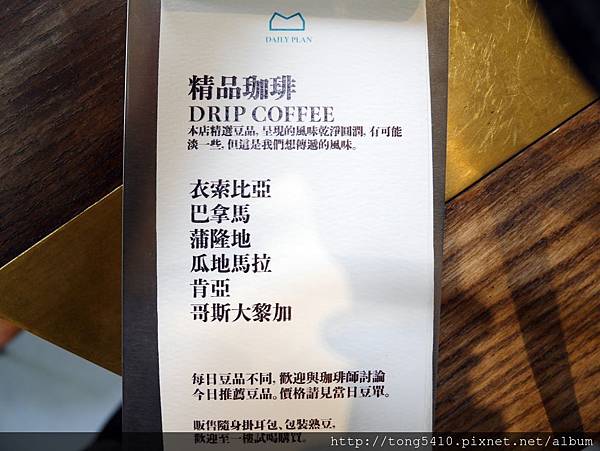 DAILY PLAN
精品珈琲
DRIP COFFEE
本店精選豆品, 呈現的風味乾淨圓潤, 有可能
淡一些, 但這是我們想傳遞的風味。
衣索比亞
巴拿馬
蒲隆地
瓜地馬拉
肯亞
哥斯大黎加
每日豆品不同, 歡迎與珈琲師討論
今日推薦豆品。價格請見當日豆單。
販售隨身掛耳包、包裝熟豆,
歡迎至一樓試喝購買。
http://tong5410.pixnet.net/album